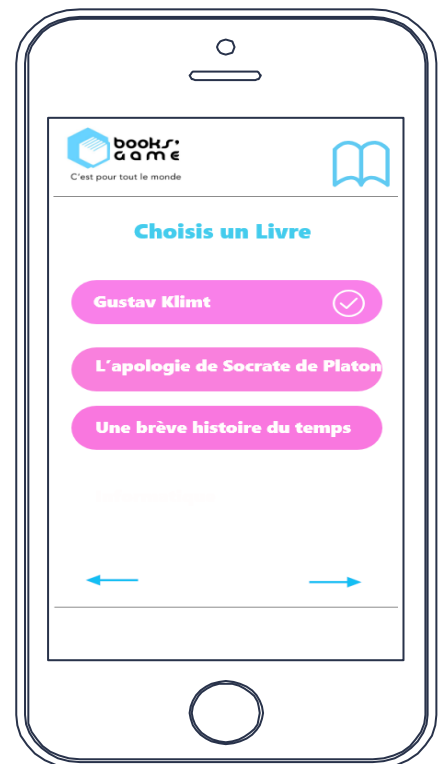 books'
GAME
C'est pour tout le monde
Choisis un Livre
Gustav Klimt
L'apologie de Socrate de Platon
Une brève histoire du temps